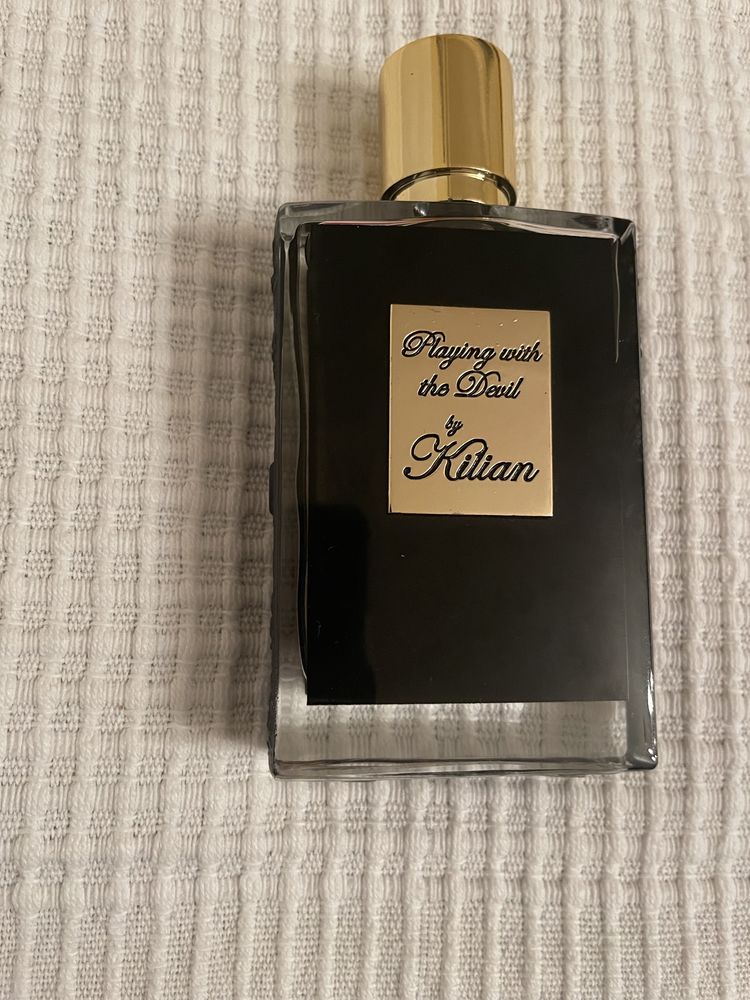 Playing with
the Devil
by
Kilian